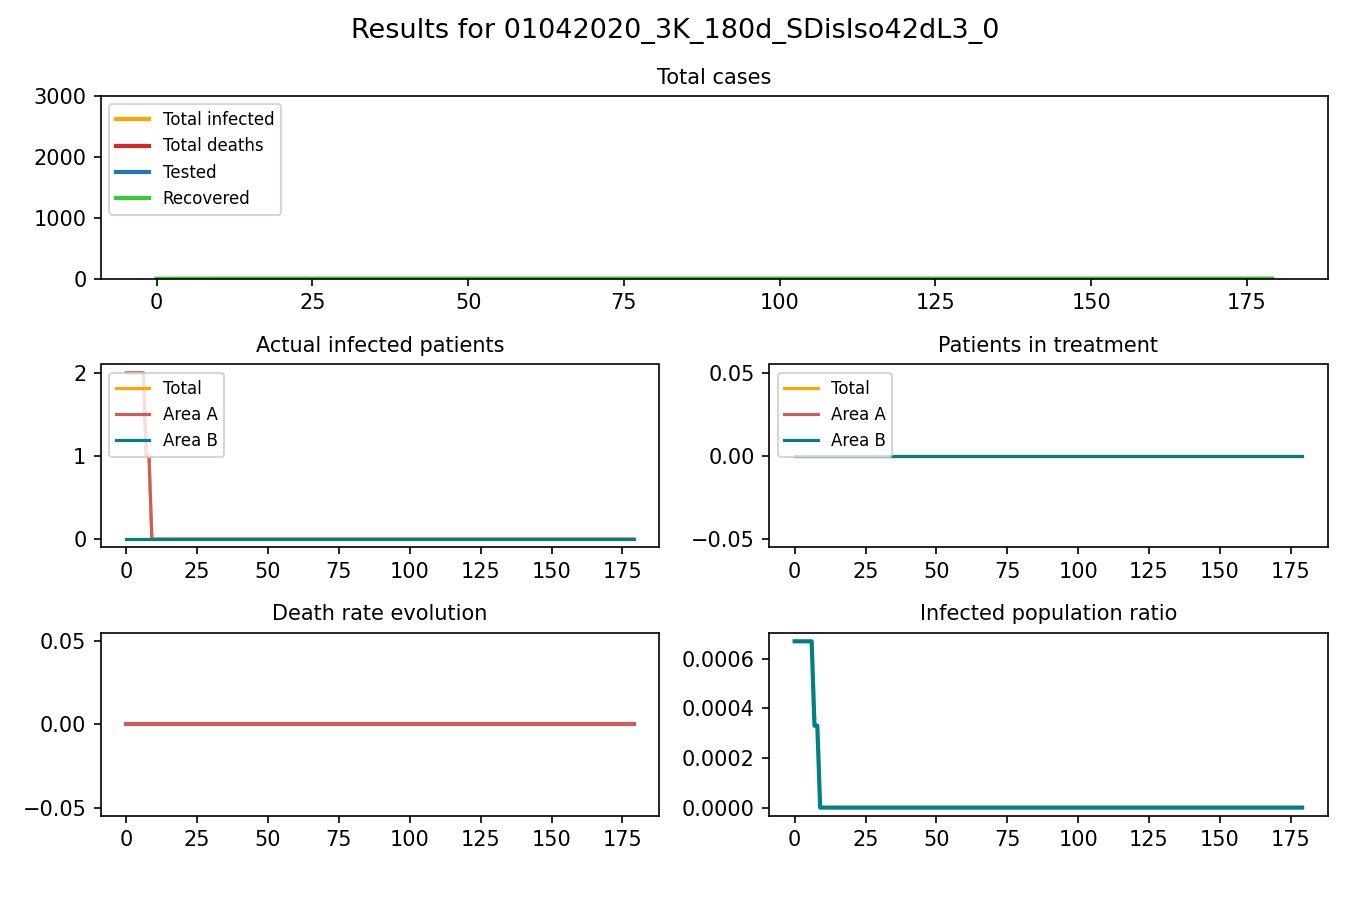 Results for 01042020_3K_180d_SDisIso42dL3_0
Total cases
3000
2000
1000
0
Total infected
Total deaths
Tested
Recovered
0 25 50 75 100 125 150 175
Actual infected patients
2
1
0
Total
Area A
Area B
0 25 50 75 100 125 150 175
Patients in treatment
0.05
0.00
−0.05
Total
Area A
Area B
0 25 50 75 100 125 150 175
Death rate evolution
0.05
0.00
−0.05
0 25 50 75 100 125 150 175
Infected population ratio
0.0006
0.0004
0.0002
0.0000
0 25 50 75 100 125 150 175